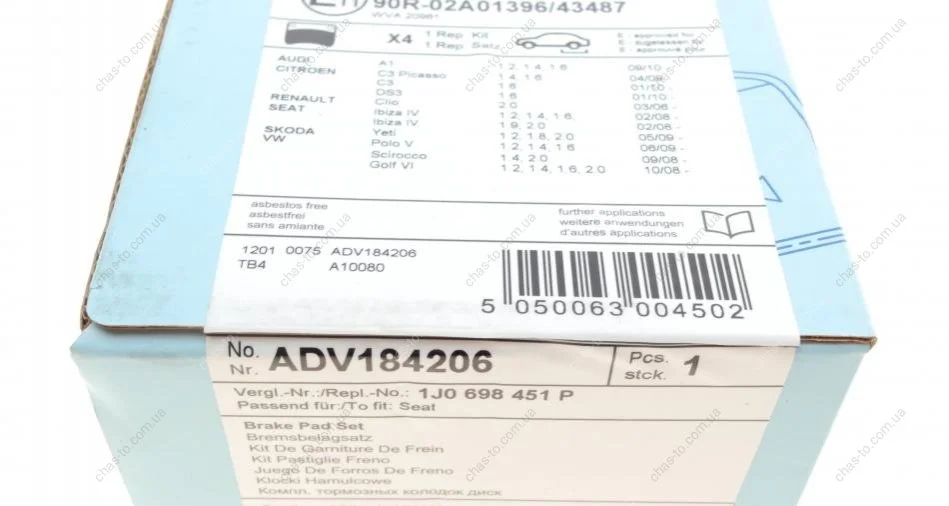 90R-02A01396/43487
WVA 20961
X4 1 Rep. Kit
1 Rep. Satz
E - approved for
E - zugelassen für
E - approuvé pour
AUDI A1 1.2, 1.4, 1.6 09/10 -
CITROEN C3 Picasso 1.4, 1.6 04/09 -
C3 1.6 01/10 -
DS3 1.6 01/10 -
RENAULT Clio 2.0 03/06 -
SEAT Ibiza IV 1.2, 1.4, 1.6 02/08 -
Ibiza IV 1.9, 2.0 02/08 -
SKODA Yeti 1.2, 1.8, 2.0 05/09 -
VW Polo V 1.2, 1.4, 1.6 06/09 -
Scirocco 1.4, 2.0 09/08 -
Golf VI 1.2, 1.4, 1.6, 2.0 10/08 -
asbestos free
asbestfrei
sans amiante
further applications
weitere anwendungen
d'autres applications
1201 0075 ADV184206
TB4 A10080
5 050063 004502
No. Nr. ADV184206 Pcs. stck. 1
Vergl.-Nr.:/Repl.-No.: 1J0 698 451 P
Passend für:/To fit: Seat
Brake Pad Set
Bremsbelagsatz
Kit De Garniture De Frein
Kit Pastiglie Freno
Juego De Forros De Freno
Klocki Hamulcowe
Компл. тормозных колодок диск
chas-to.com.ua